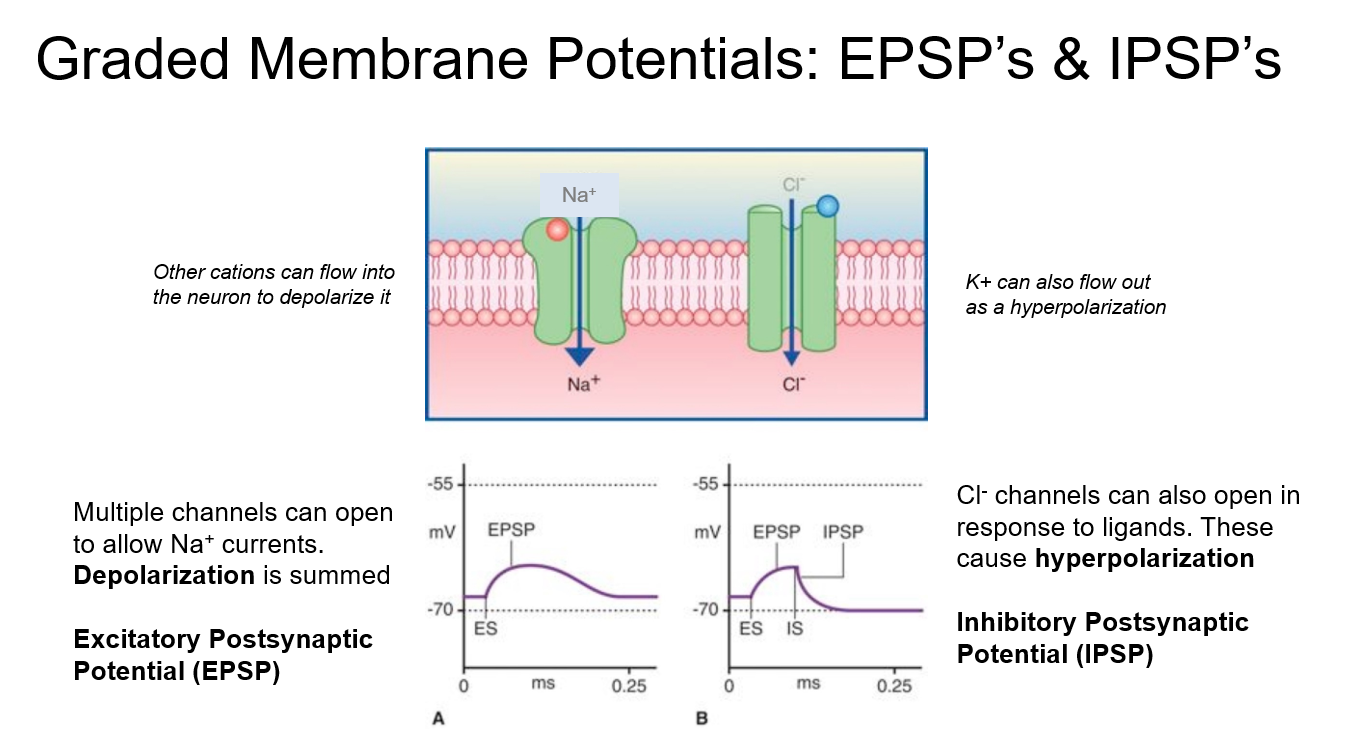 Graded Membrane Potentials: EPSP’s & IPSP’s
Na⁺
Cl⁻
Other cations can flow into
the neuron to depolarize it
K+ can also flow out
as a hyperpolarization
Na⁺
Cl⁻
Multiple channels can open
to allow Na⁺ currents.
Depolarization is summed
Excitatory Postsynaptic
Potential (EPSP)
-55
mV
EPSP
-70
ES
0
ms
0.25
A
-55
mV
EPSP
IPSP
-70
ES
IS
0
ms
0.25
B
Cl⁻ channels can also open in
response to ligands. These
cause hyperpolarization
Inhibitory Postsynaptic
Potential (IPSP)